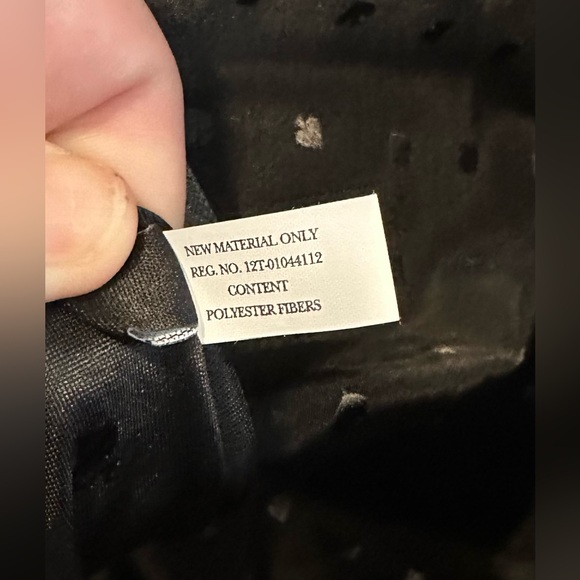 NEW MATERIAL ONLY
REG. NO. 12T-01044112
CONTENT
POLYESTER FIBERS